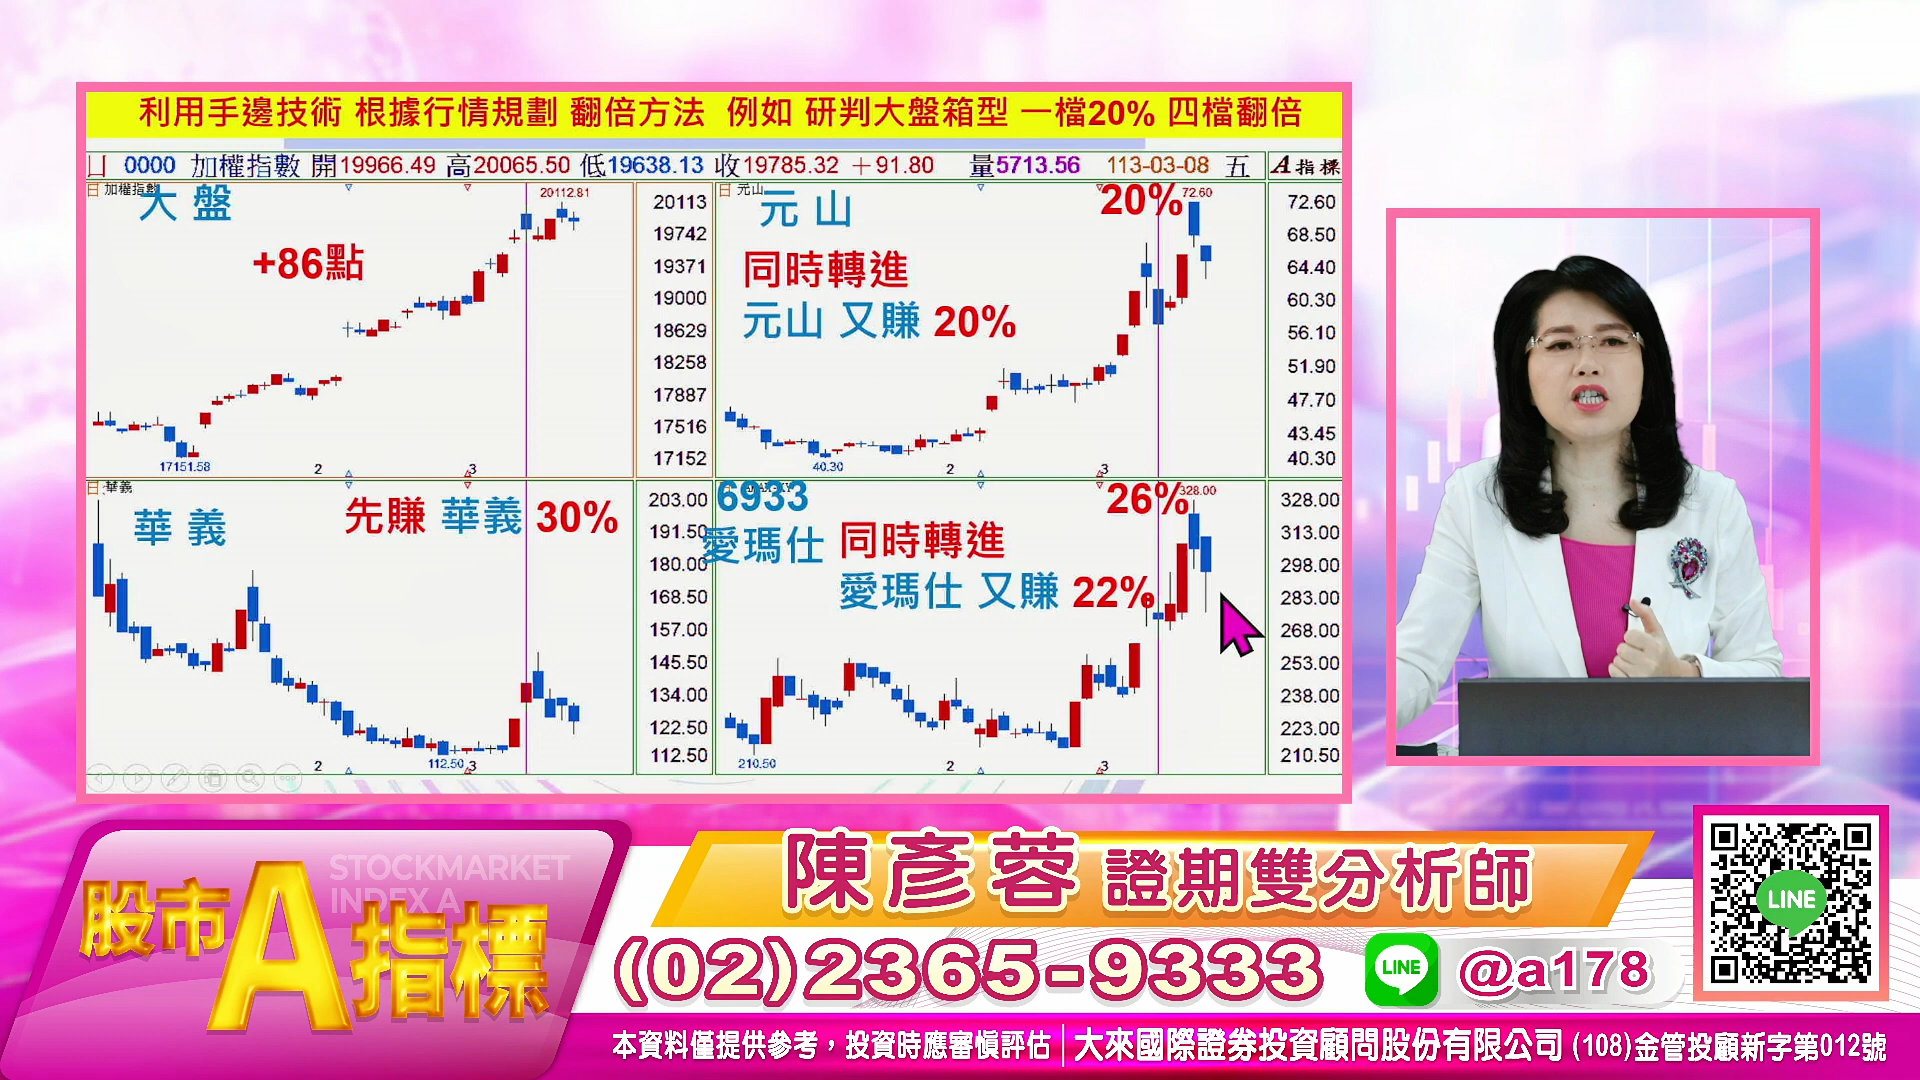 利用手邊技術 根據行情規劃 翻倍方法 例如 研判大盤箱型 一檔20% 四檔翻倍
日 0000 加權指數 開19966.49 高20065.50 低19638.13 收19785.32 +91.80 量5713.56 113-03-08 五 A指標
日 加權指數
大 盤
+86點
20112.81
17151.58
2
3
20113
19742
19371
19000
18629
18258
17887
17516
17152
日 元山
元 山
20%
72.60
同時轉進
元山 又賺 20%
40.30
2
3
72.60
68.50
64.40
60.30
56.10
51.90
47.70
43.45
40.30
日 華義
華 義
先賺 華義 30%
112.50
2
3
203.00
191.50
180.00
168.50
157.00
145.50
134.00
122.50
112.50
6933
愛瑪仕
26%
328.00
同時轉進
愛瑪仕 又賺 22%
210.50
2
3
328.00
313.00
298.00
283.00
268.00
253.00
238.00
223.00
210.50
STOCKMARKET
INDEX A
股市A指標
陳彥蓉 證期雙分析師
(02)2365-9333
LINE
@a178
LINE
本資料僅提供參考，投資時應審慎評估 | 大來國際證券投資顧問股份有限公司 (108)金管投顧新字第012號